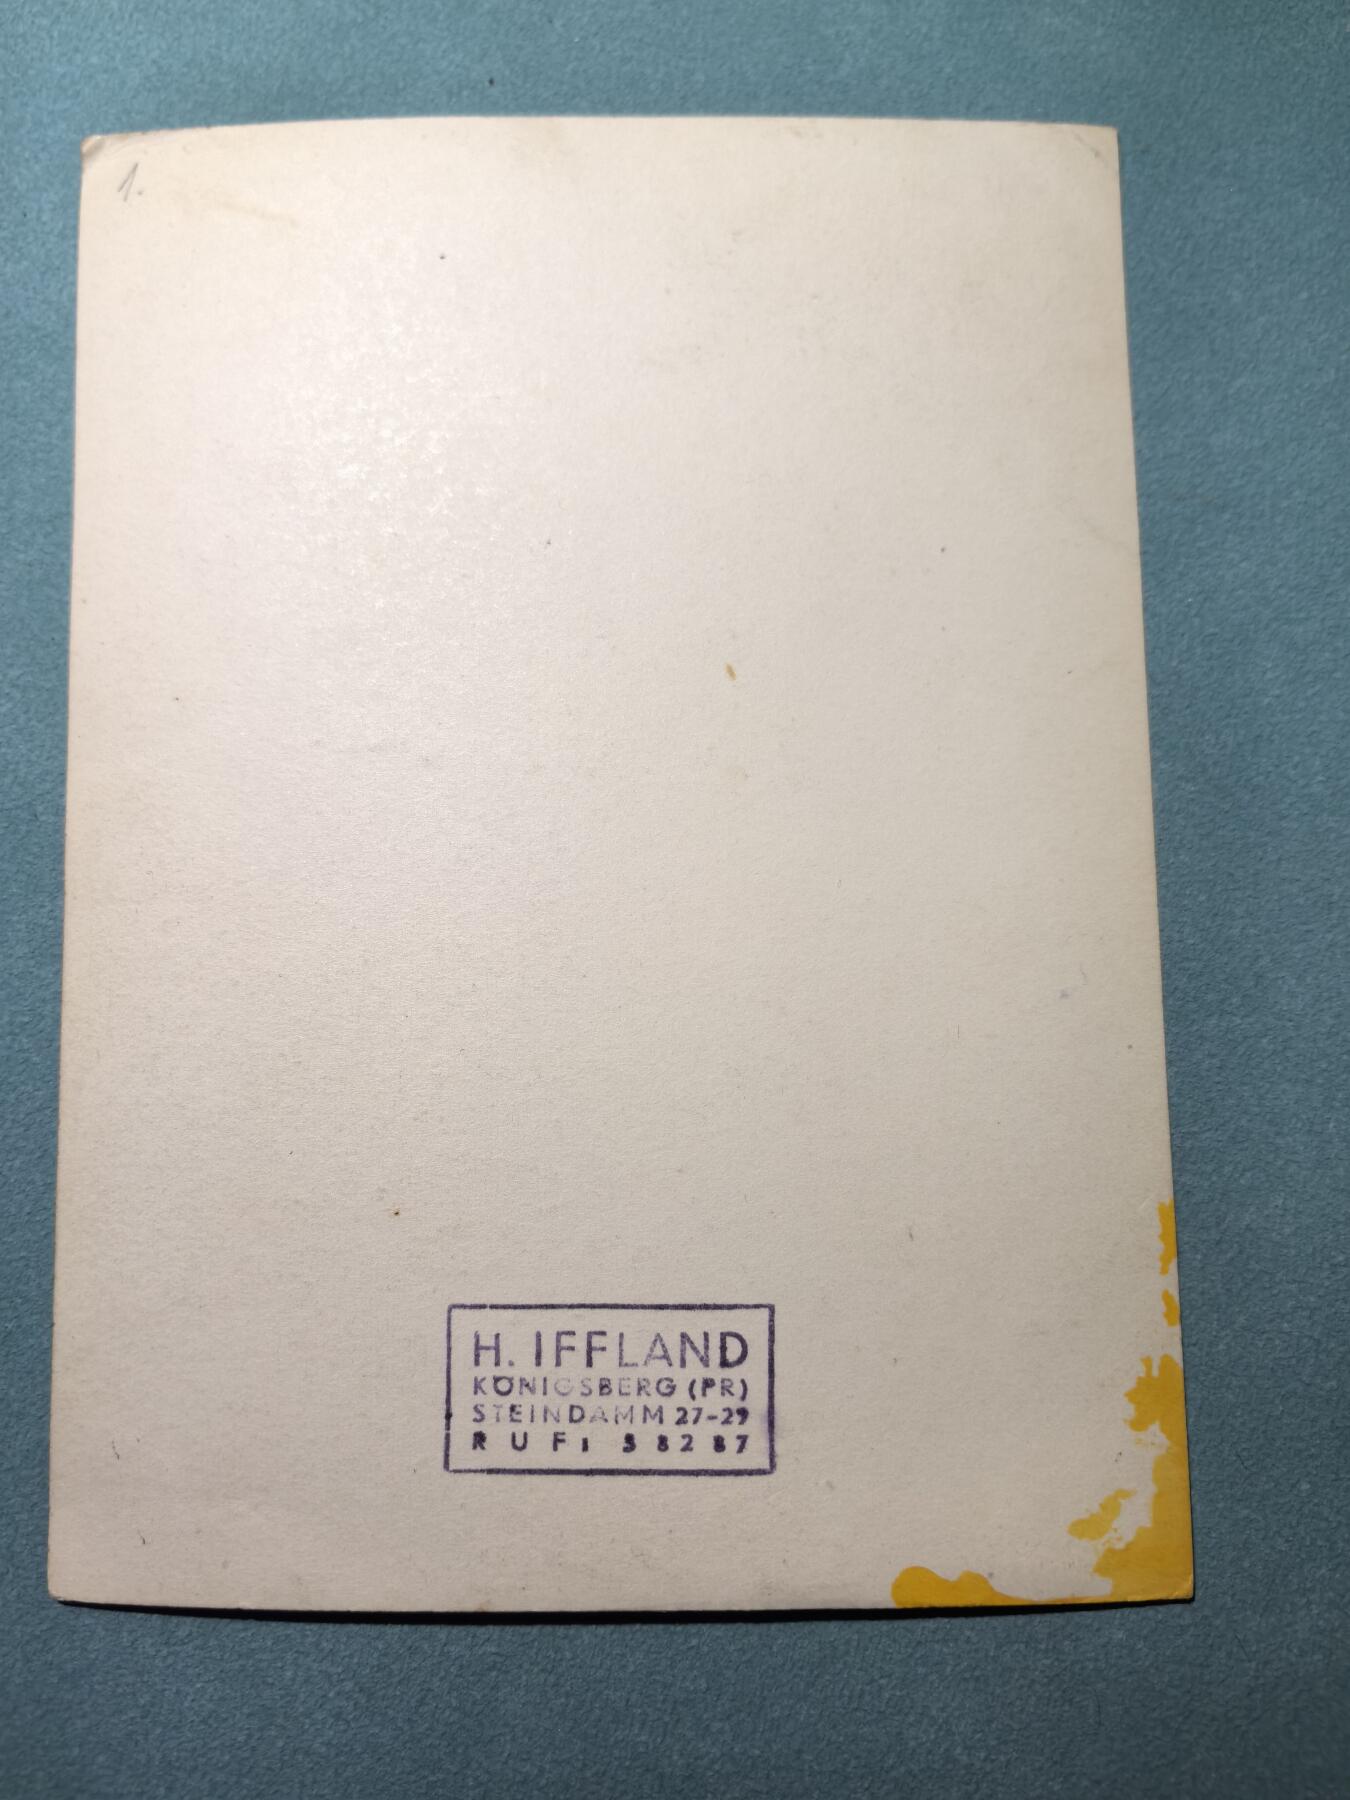 1.
H. IFFLAND
KÖNIGSBERG (PR)
STEINDAMM 27-29
RUF: 38287